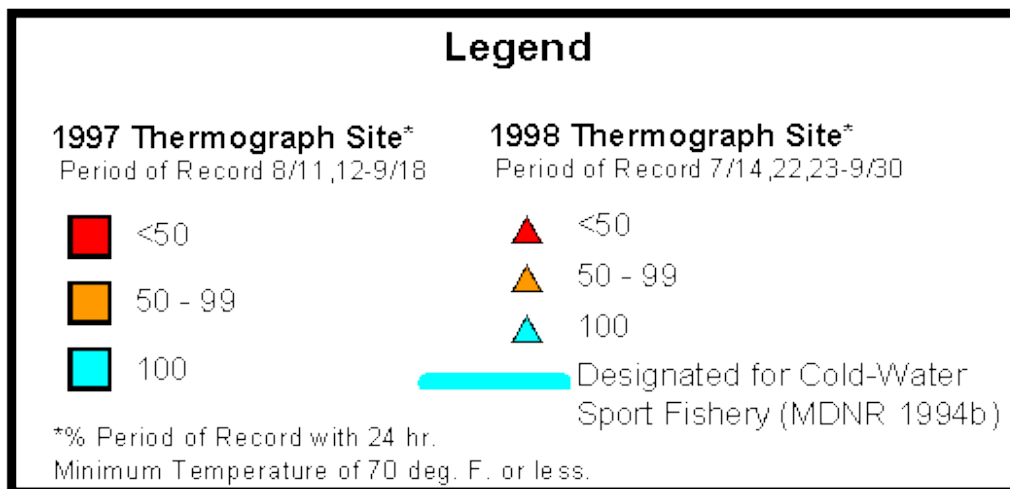 Legend
1997 Thermograph Site*
Period of Record 8/11,12-9/18
<50
50 - 99
100
*% Period of Record with 24 hr.
Minimum Temperature of 70 deg. F. or less.
1998 Thermograph Site*
Period of Record 7/14,22,23-9/30
<50
50 - 99
100
Designated for Cold-Water
Sport Fishery (MDNR 1994b)